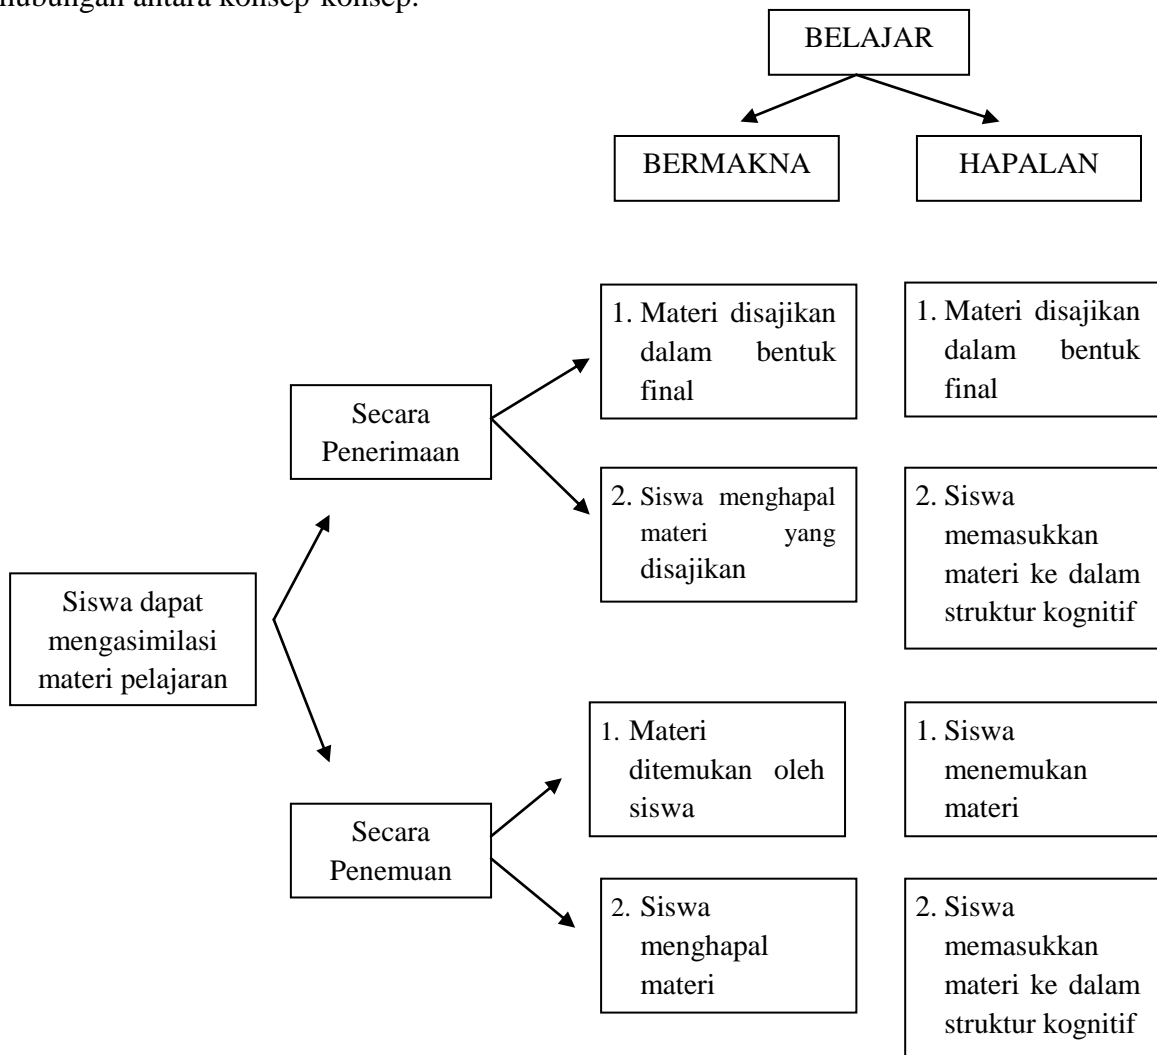 hubungan antara konsep-konsep.
BELAJAR
BERMAKNA
HAPALAN
1. Materi disajikan
dalam bentuk
final
1. Materi disajikan
dalam bentuk
final
Secara
Penerimaan
2. Siswa menghapal
materi yang
disajikan
2. Siswa
memasukkan
materi ke dalam
struktur kognitif
Siswa dapat
mengasimilasi
materi pelajaran
1. Materi
ditemukan oleh
siswa
1. Siswa
menemukan
materi
Secara
Penemuan
2. Siswa
menghapal
materi
2. Siswa
memasukkan
materi ke dalam
struktur kognitif